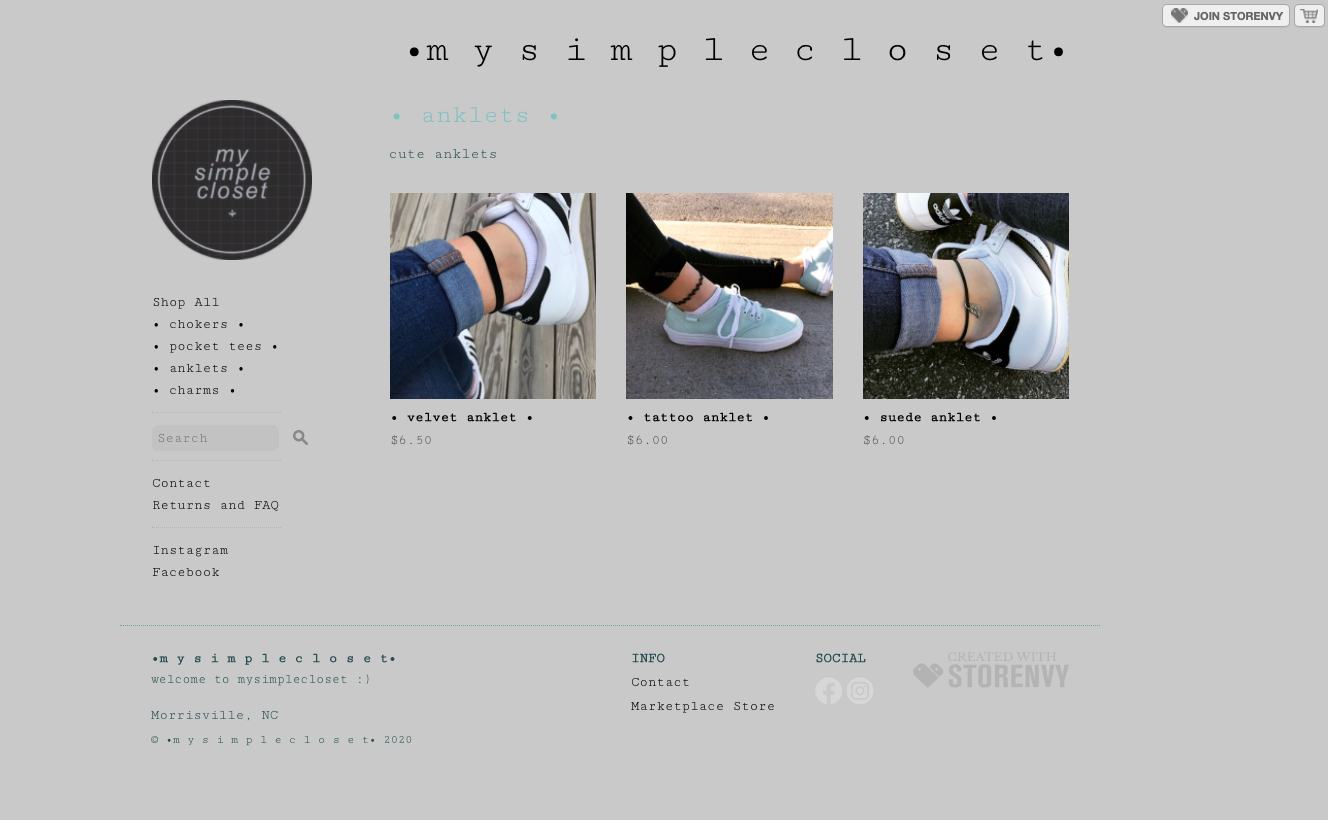 JOIN STORENVY
•m y s i m p l e c l o s e t•
my
simple
closet
• anklets •
cute anklets
Shop All
• chokers •
• pocket tees •
• anklets •
• charms •
Search
Contact
Returns and FAQ
Instagram
Facebook
• velvet anklet •
$6.50
• tattoo anklet •
$6.00
• suede anklet •
$6.00
•m y s i m p l e c l o s e t•
welcome to mysimplecloset :)
Morrisville, NC
© •m y s i m p l e c l o s e t• 2020
INFO
Contact
Marketplace Store
SOCIAL
CREATED WITH
STORENVY